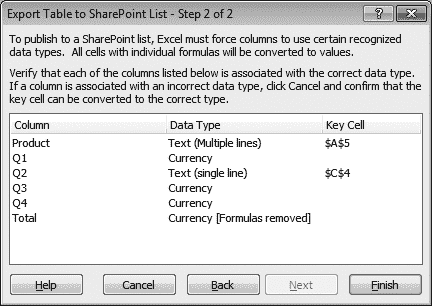 Export Table to SharePoint List - Step 2 of 2
To publish to a SharePoint list, Excel must force columns to use certain recognized
data types. All cells with individual formulas will be converted to values.
Verify that each of the columns listed below is associated with the correct data type.
If a column is associated with an incorrect data type, click Cancel and confirm that the
key cell can be converted to the correct type.
Column Data Type Key Cell
Product Text (Multiple lines) $A$5
Q1 Currency
Q2 Text (single line) $C$4
Q3 Currency
Q4 Currency
Total Currency [Formulas removed]
Help Cancel Back Next Finish